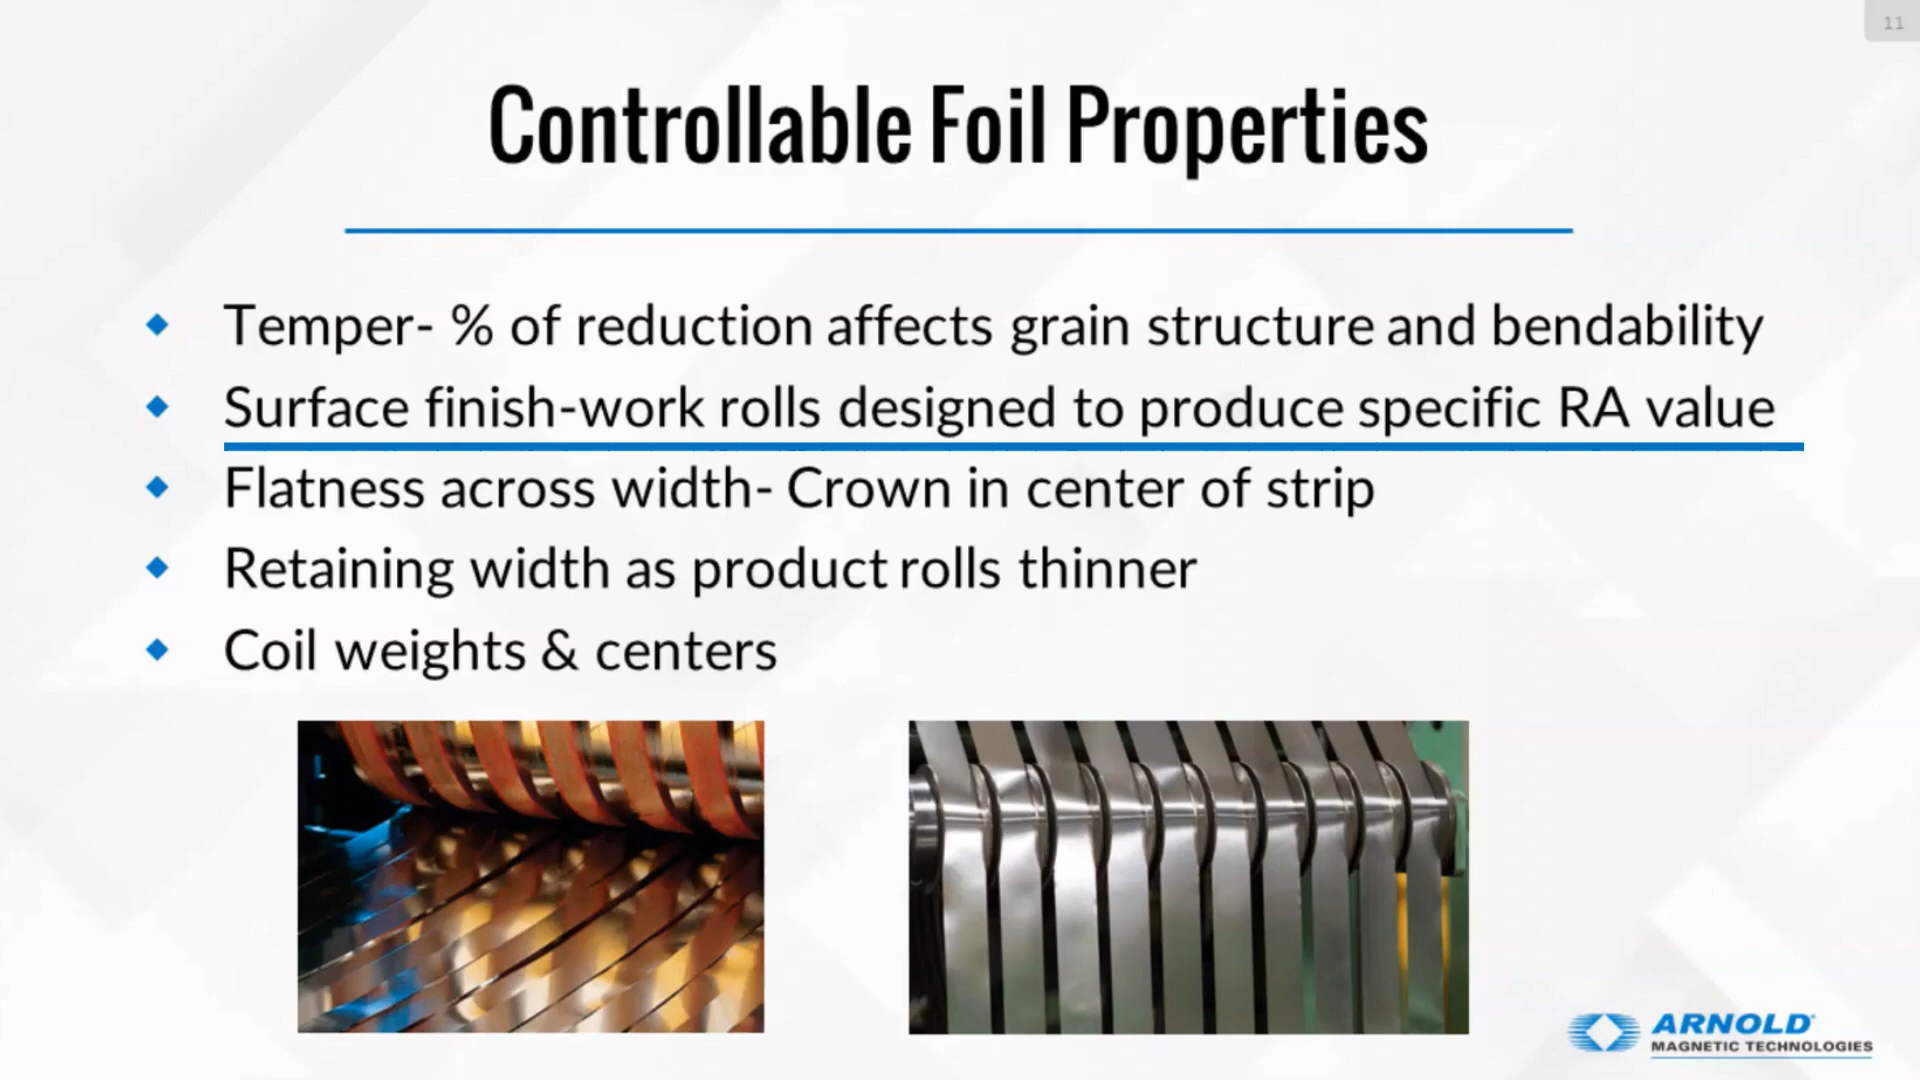 11
Controllable Foil Properties
Temper- % of reduction affects grain structure and bendability
Surface finish-work rolls designed to produce specific RA value
Flatness across width- Crown in center of strip
Retaining width as product rolls thinner
Coil weights & centers
ARNOLD
MAGNETIC TECHNOLOGIES